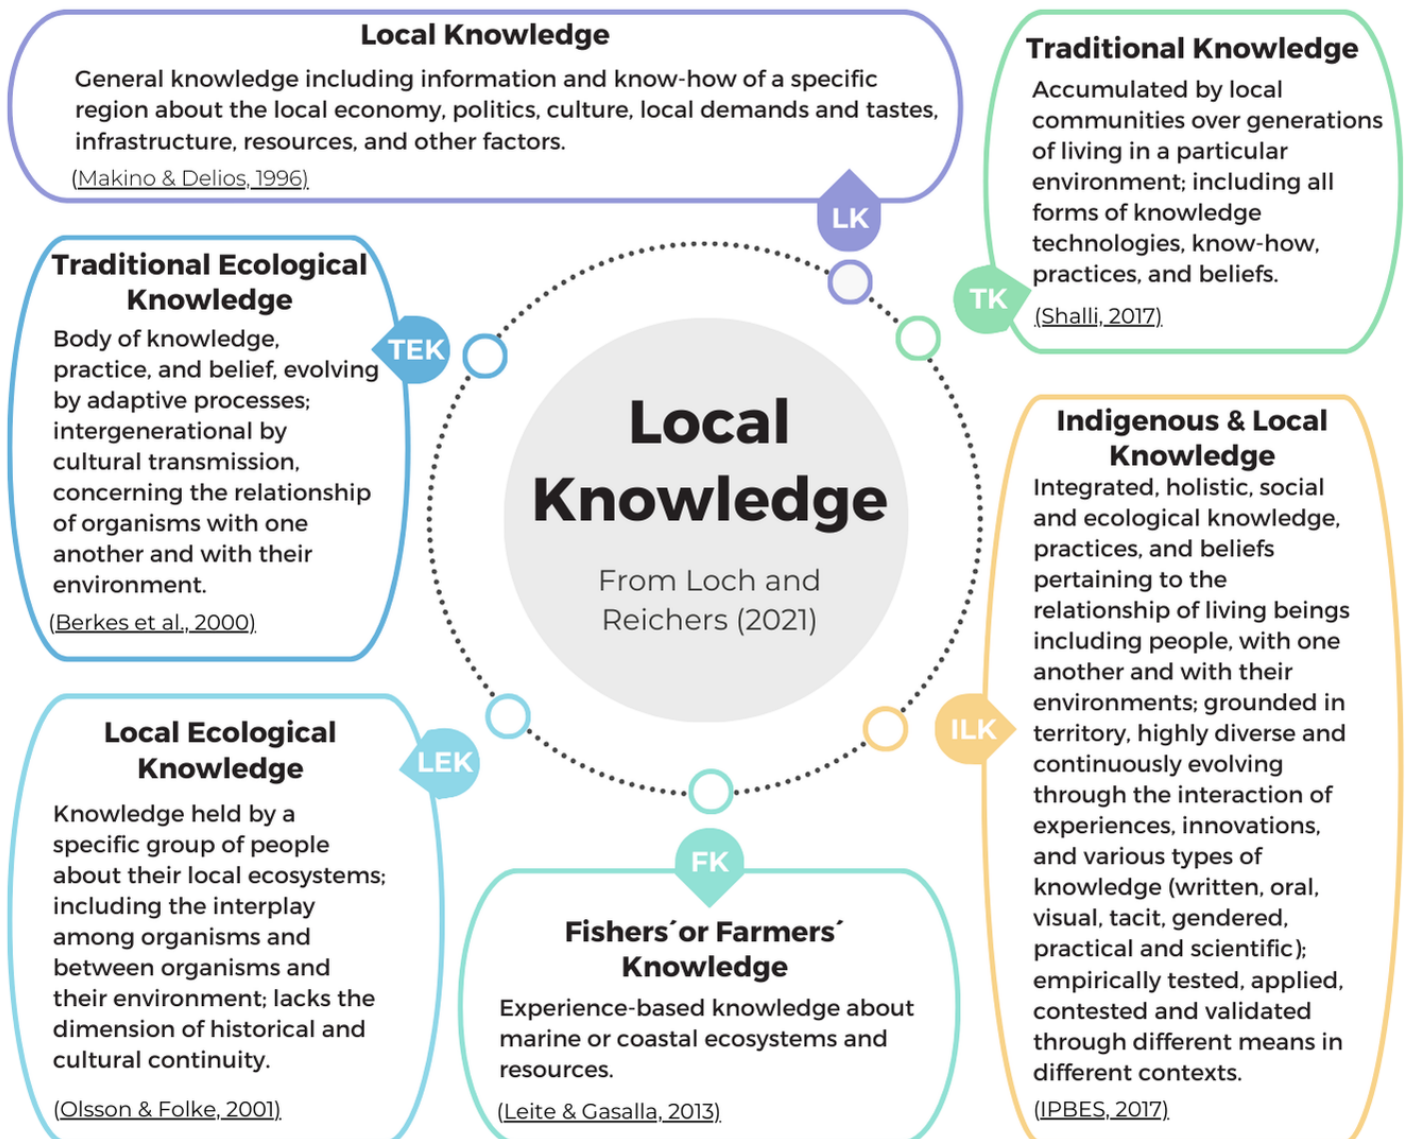 Local Knowledge
General knowledge including information and know-how of a specific
region about the local economy, politics, culture, local demands and tastes,
infrastructure, resources, and other factors.
(Makino & Delios, 1996)
LK
Traditional Knowledge
Accumulated by local
communities over generations
of living in a particular
environment; including all
forms of knowledge
technologies, know-how,
practices, and beliefs.
(Shalli, 2017)
TK
Traditional Ecological
Knowledge
Body of knowledge,
practice, and belief, evolving
by adaptive processes;
intergenerational by
cultural transmission,
concerning the relationship
of organisms with one
another and with their
environment.
(Berkes et al., 2000)
TEK
Local
Knowledge
From Loch and
Reichers (2021)
Indigenous & Local
Knowledge
Integrated, holistic, social
and ecological knowledge,
practices, and beliefs
pertaining to the
relationship of living beings
including people, with one
another and with their
environments; grounded in
territory, highly diverse and
continuously evolving
through the interaction of
experiences, innovations,
and various types of
knowledge (written, oral,
visual, tacit, gendered,
practical and scientific);
empirically tested, applied,
contested and validated
through different means in
different contexts.
(IPBES, 2017)
ILK
Local Ecological
Knowledge
Knowledge held by a
specific group of people
about their local ecosystems;
including the interplay
among organisms and
between organisms and
their environment; lacks the
dimension of historical and
cultural continuity.
(Olsson & Folke, 2001)
LEK
FK
Fishers´or Farmers´
Knowledge
Experience-based knowledge about
marine or coastal ecosystems and
resources.
(Leite & Gasalla, 2013)